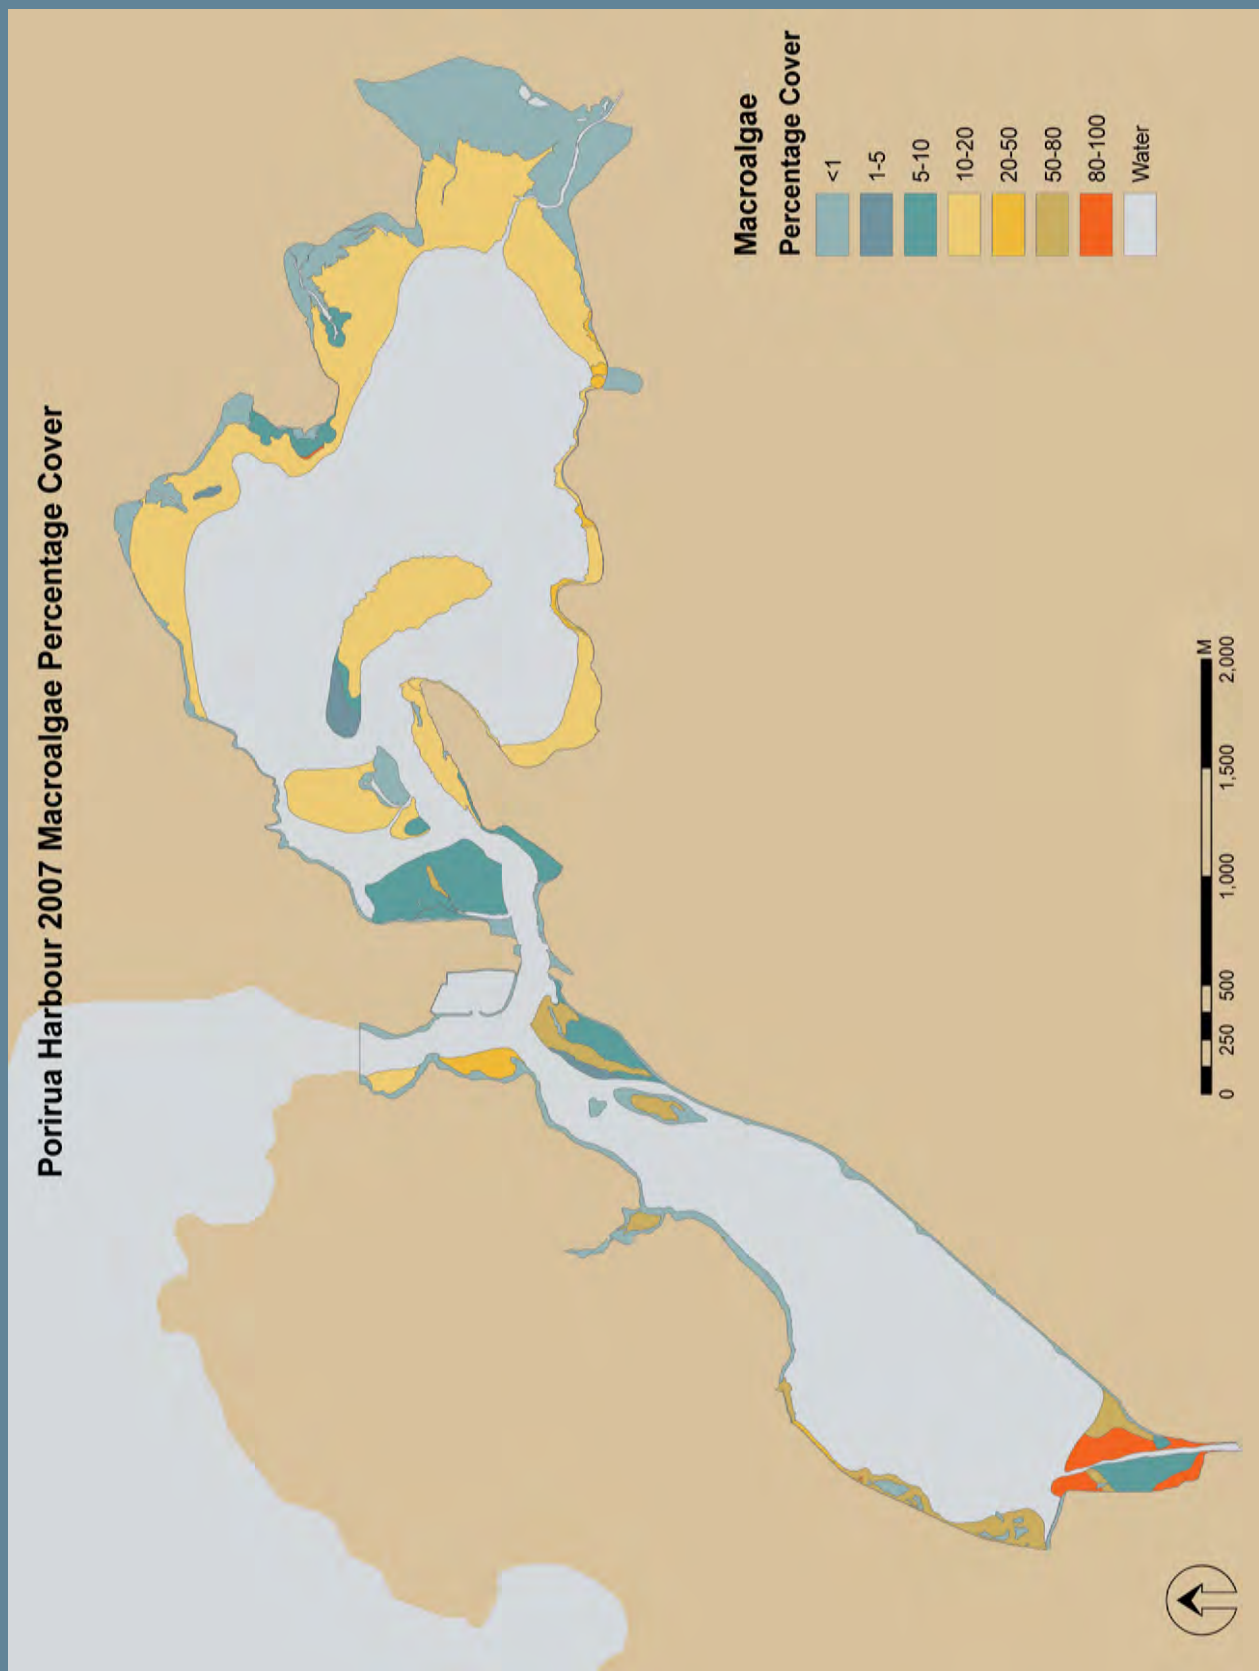 Porirua Harbour 2007 Macroalgae Percentage Cover
Macroalgae
Percentage Cover
<1
1-5
5-10
10-20
20-50
50-80
80-100
Water
0 250 500 1,000 1,500 2,000
M